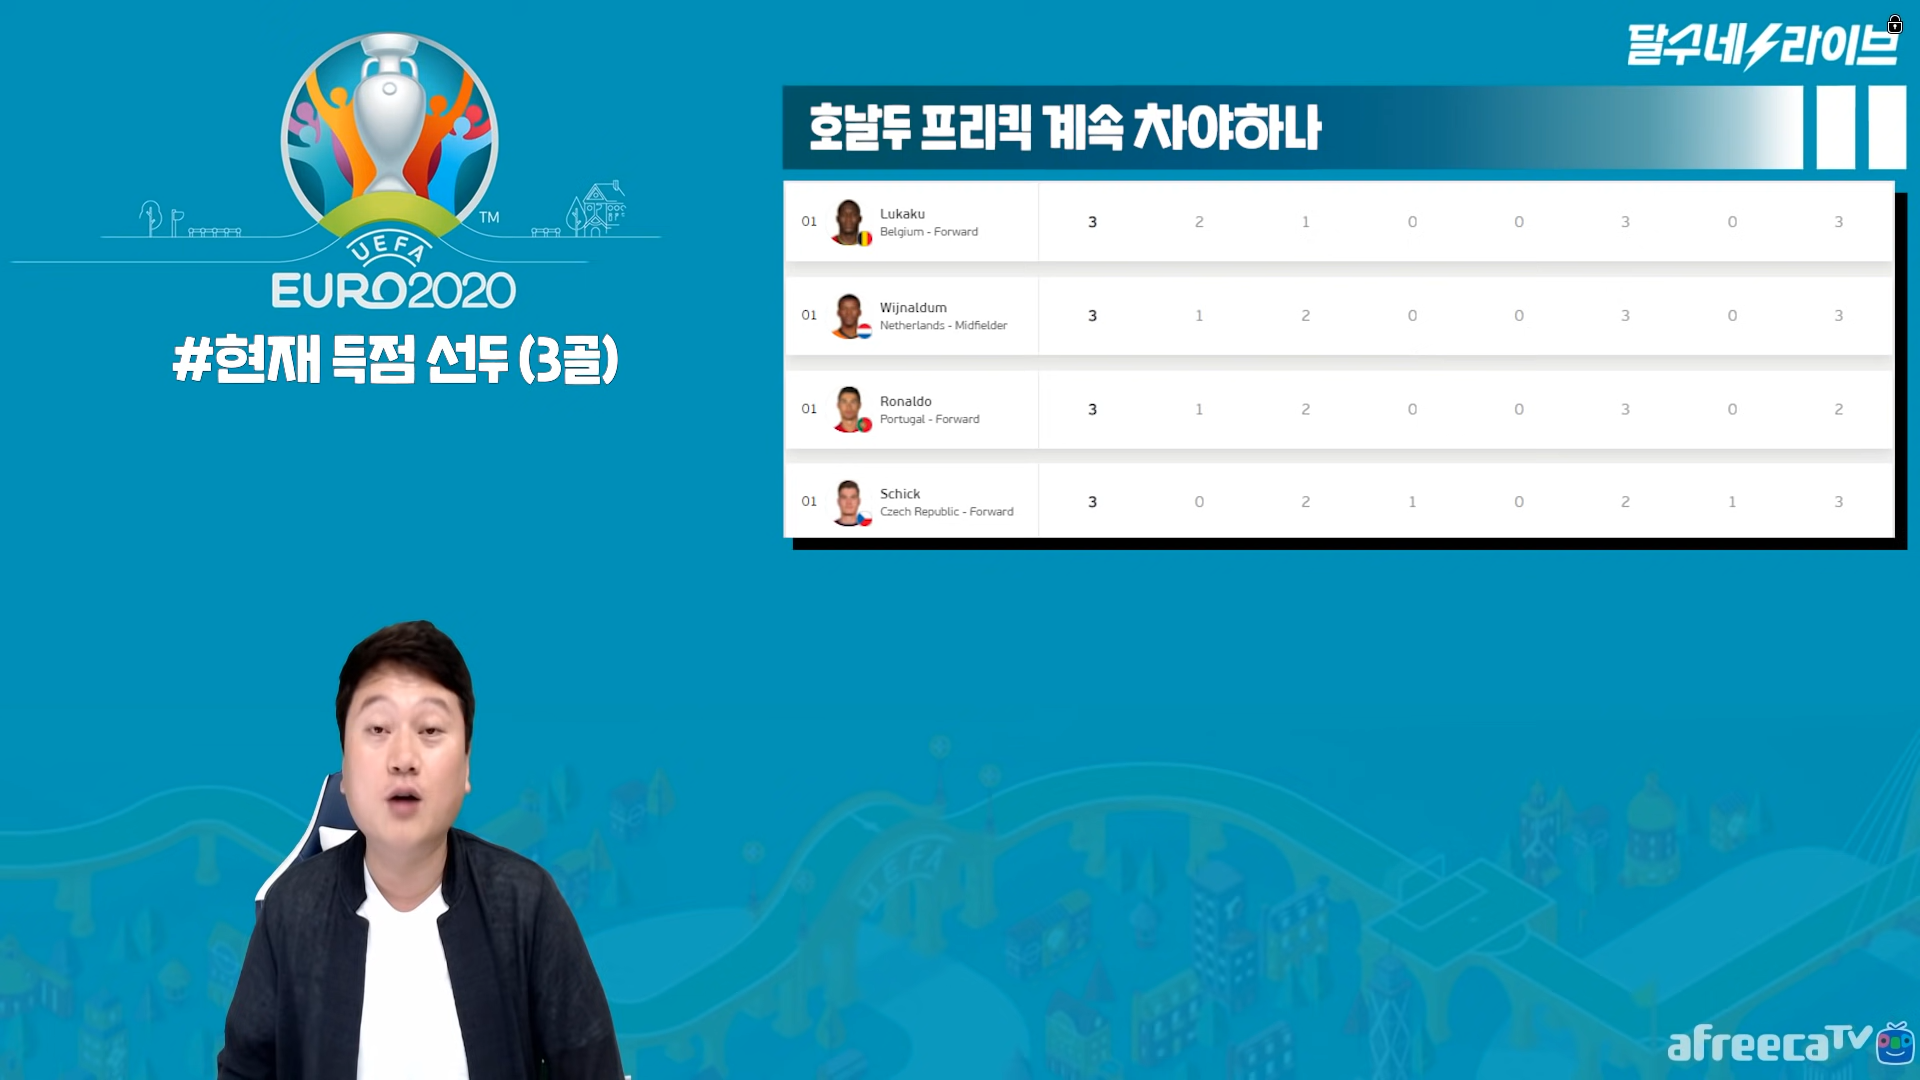 달수네라이브
TM
UEFA
EURO2020
#현재 득점 선두 (3골)
호날두 프리킥 계속 차야하나
01 Lukaku 3 2 1 0 0 3 0 3
Belgium - Forward
01 Wijnaldum 3 1 2 0 0 3 0 3
Netherlands - Midfielder
01 Ronaldo 3 1 2 0 0 3 0 2
Portugal - Forward
01 Schick 3 0 2 1 0 2 1 3
Czech Republic - Forward
UEFA
afreecaTV